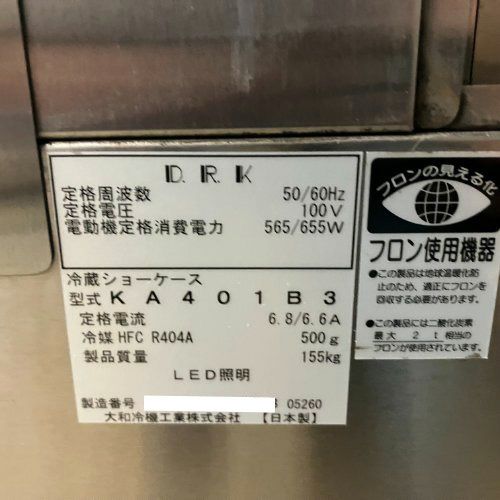 D.R.K
定格周波数 50/60Hz
定格電圧 100V
電動機定格消費電力 565/655W
冷蔵ショーケース
型式 KA401B3
定格電流 6.8/6.6A
冷媒 HFC R404A 500g
製品質量 155kg
LED照明
製造番号 05260
大和冷機工業株式会社 【日本製】
フロンの見える化
フロン使用機器
●この製品は地球温暖化防
止のため、適正にフロンを
回収する必要があります。
●この製品には二酸化炭素
最大 2 t 相当の
フロンが使用されています。